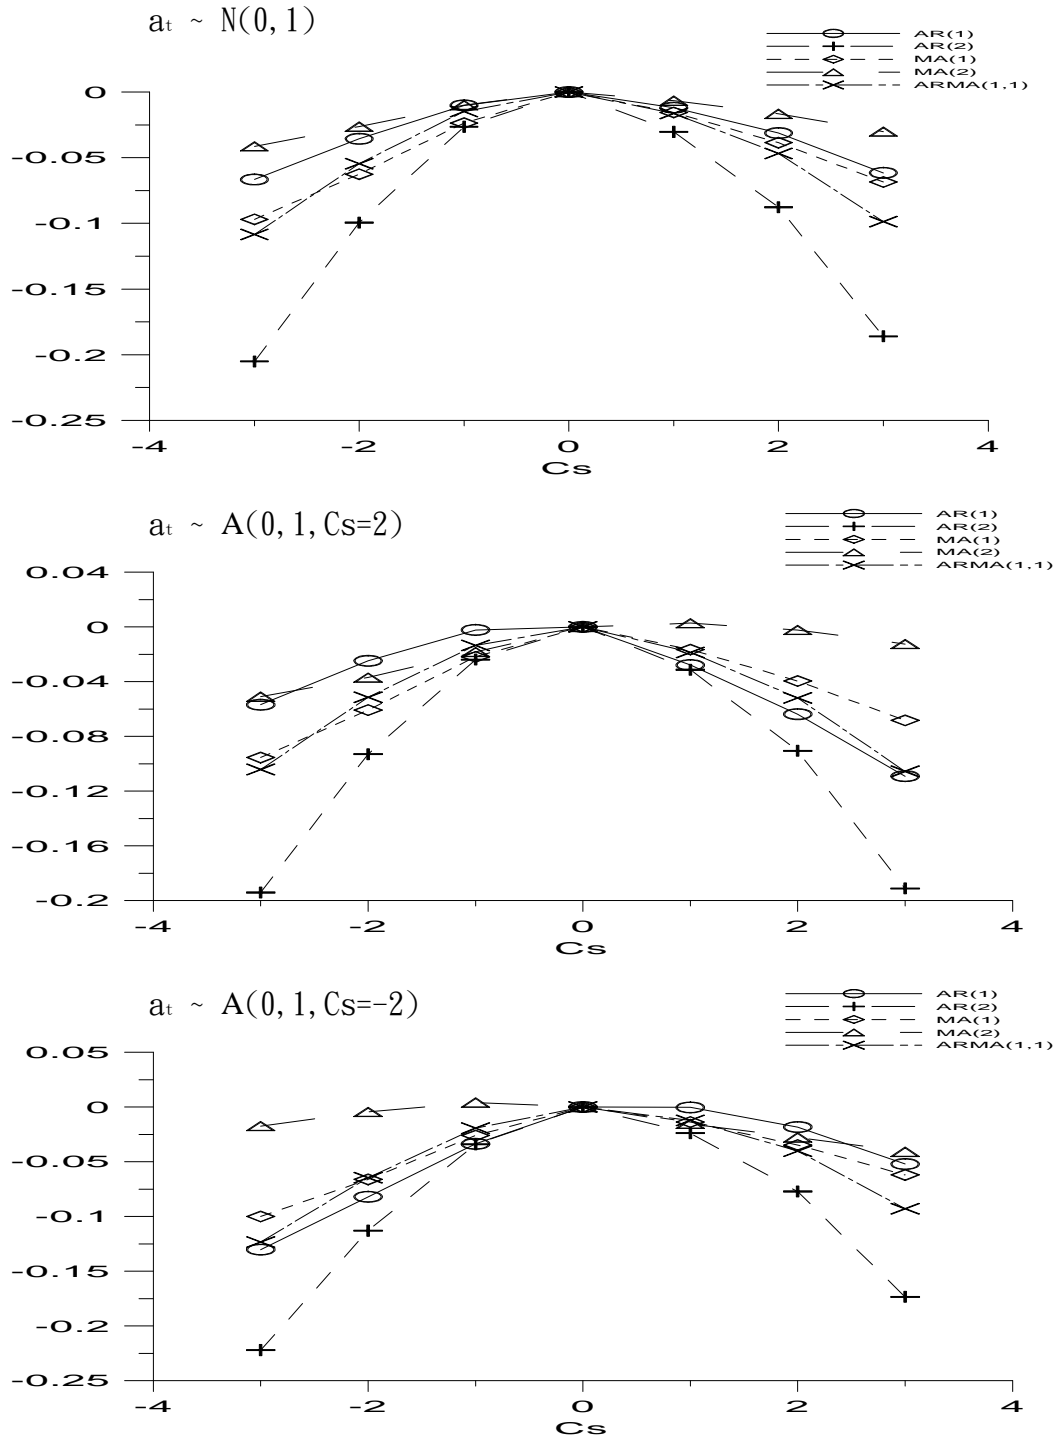 aₜ ~ N(0,1)
AR(1)
AR(2)
MA(1)
MA(2)
ARMA(1,1)
0
-0.05
-0.1
-0.15
-0.2
-0.25
-4 -2 0 2 4
Cs
aₜ ~ A(0,1,Cs=2)
AR(1)
AR(2)
MA(1)
MA(2)
ARMA(1,1)
0.04
0
-0.04
-0.08
-0.12
-0.16
-0.2
-4 -2 0 2 4
Cs
aₜ ~ A(0,1,Cs=-2)
AR(1)
AR(2)
MA(1)
MA(2)
ARMA(1,1)
0.05
0
-0.05
-0.1
-0.15
-0.2
-0.25
-4 -2 0 2 4
Cs